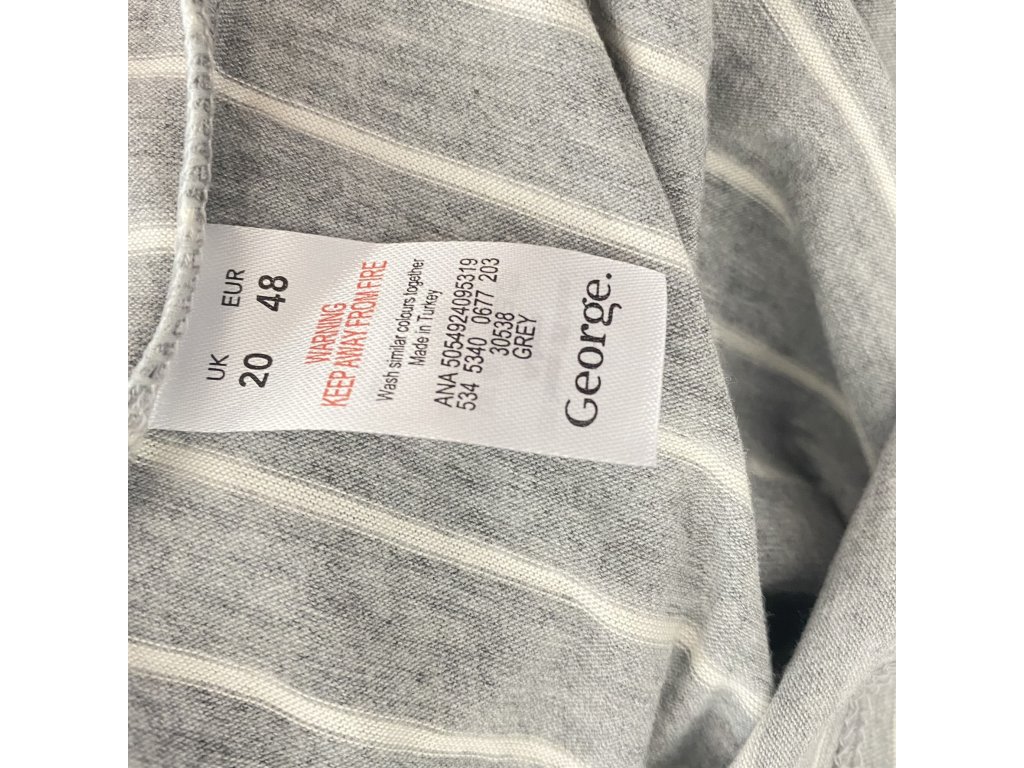 UK EUR
20 48
WARNING
KEEP AWAY FROM FIRE
Wash similar colours together
Made in Turkey
ANA 5054924095319
534 5340 0677 203
30538
GREY
George.